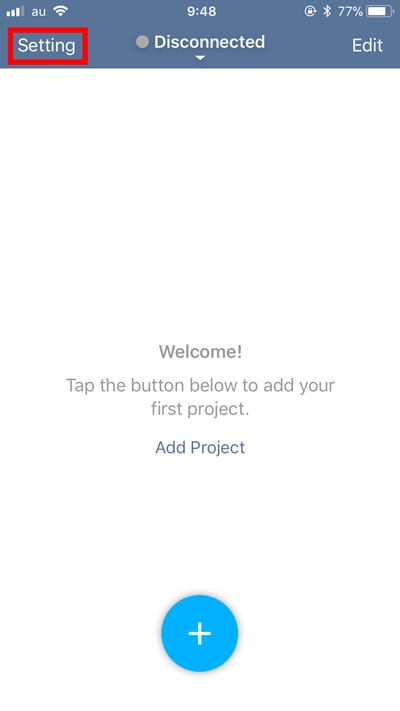 au 9:48 77%
Setting Disconnected Edit
Welcome!
Tap the button below to add your
first project.
Add Project
+